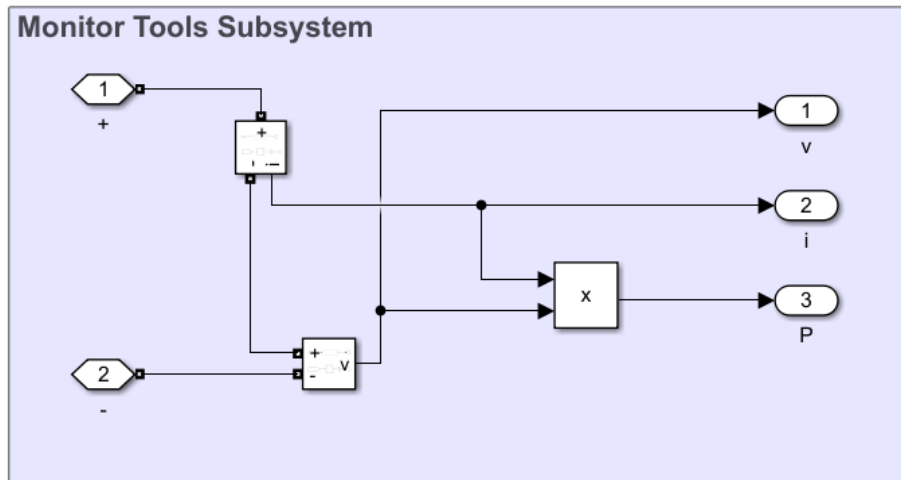 Monitor Tools Subsystem
1
+
+
- i
1
v
2
i
x
3
P
+
v
-
2
-